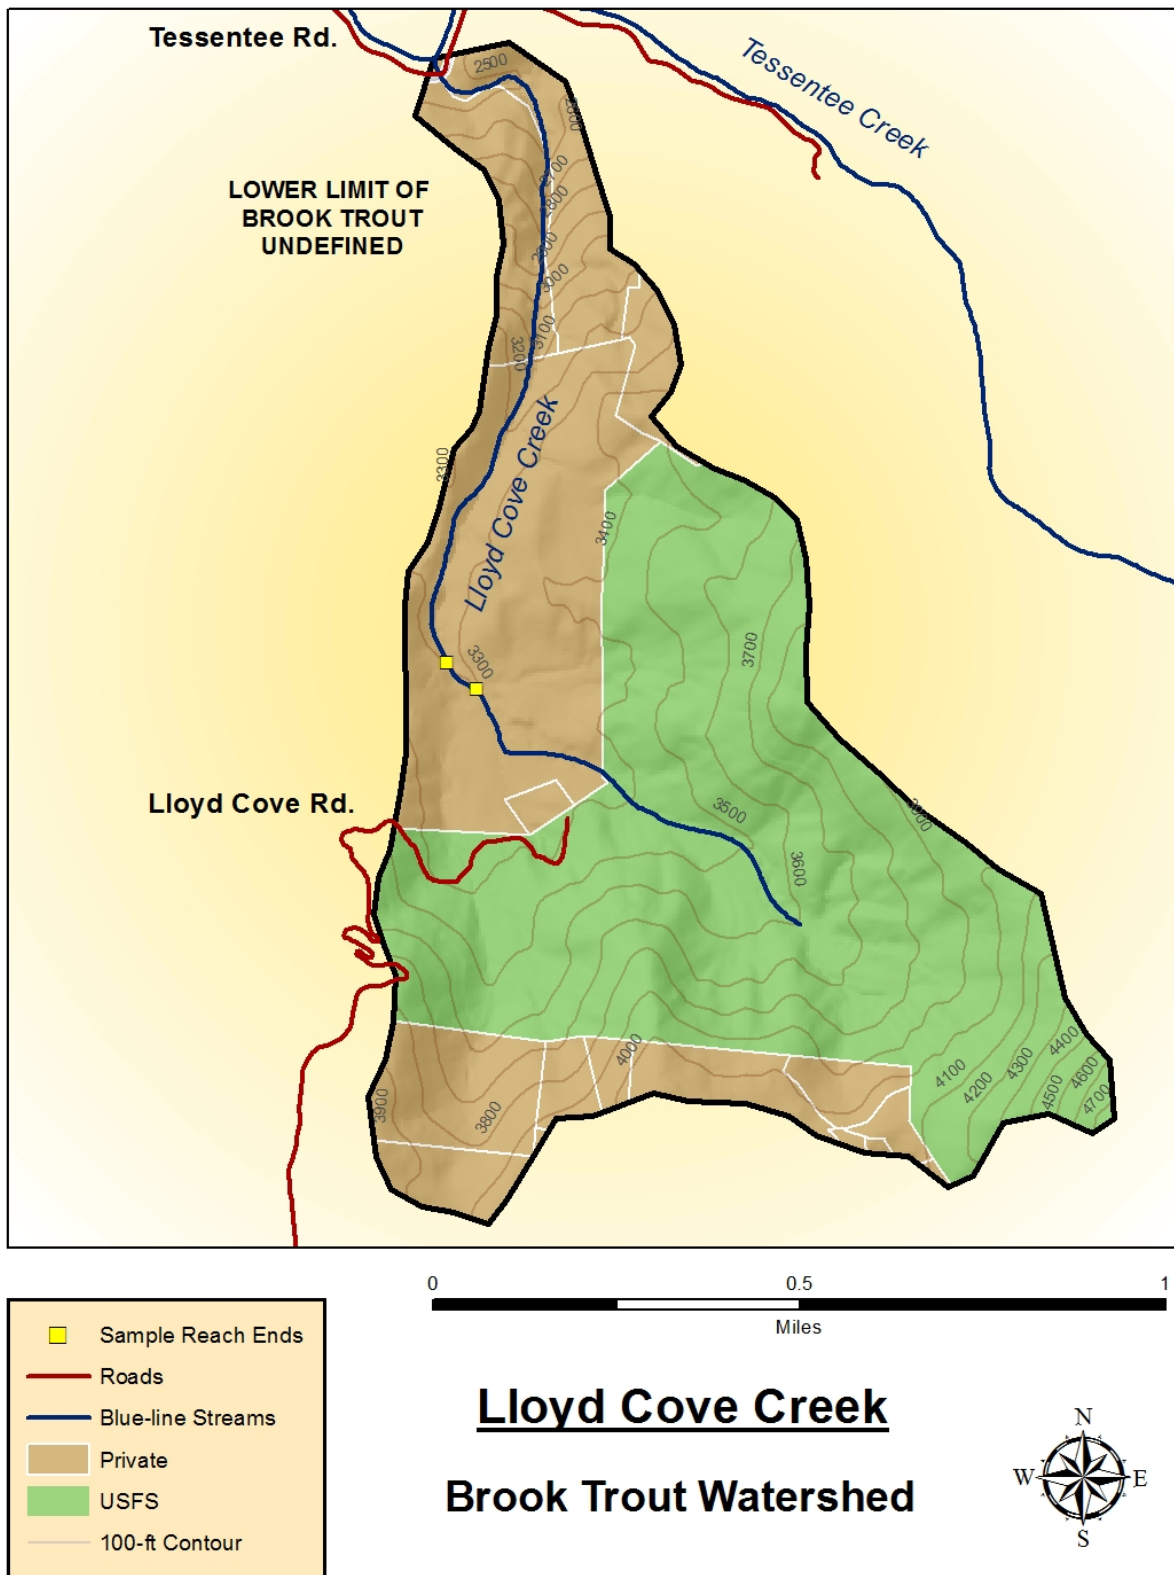 Tessentee Rd.
Tessentee Creek
2500
2600
LOWER LIMIT OF
BROOK TROUT
UNDEFINED
2700
2800
2900
3000
3100
3200
Lloyd Cove Creek
3300
3400
3300
3700
Lloyd Cove Rd.
3500
3600
3900
4000
4100
4200
4300
4400
4500
4600
4700
3900
3800
0
0.5
1
Miles
Sample Reach Ends
Roads
Blue-line Streams
Private
USFS
100-ft Contour
Lloyd Cove Creek
Brook Trout Watershed
N
W
E
S